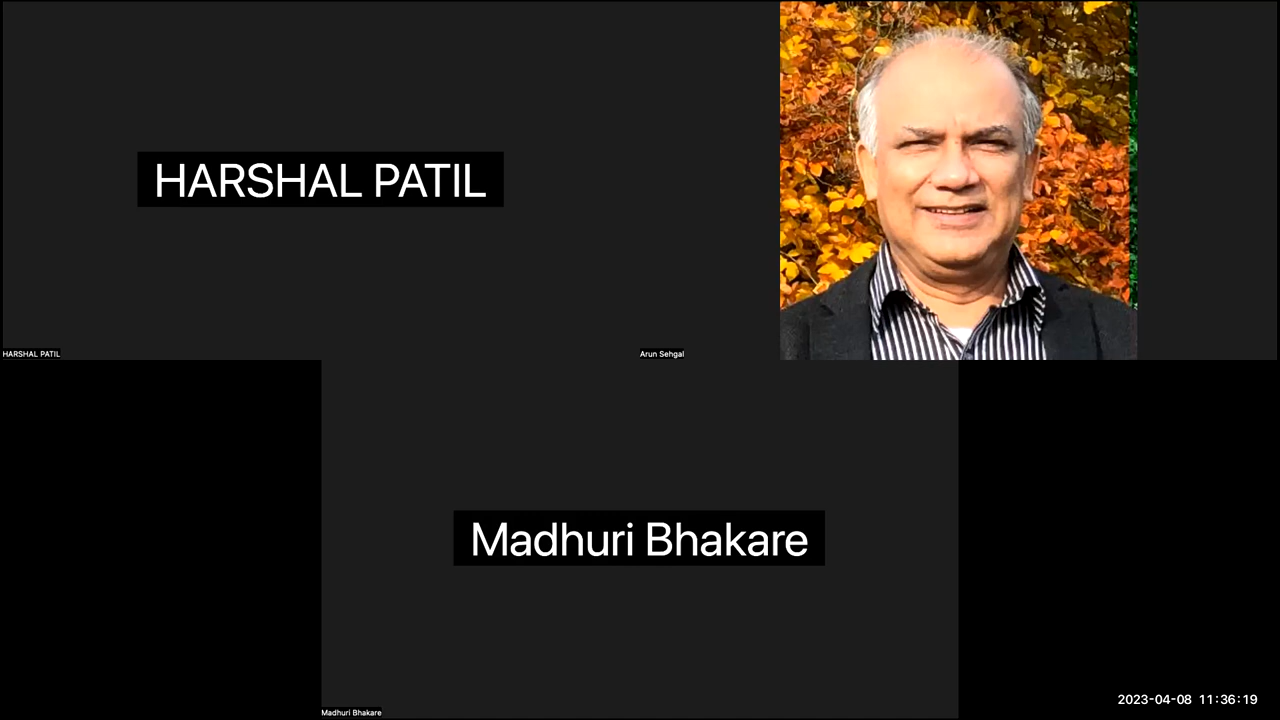 HARSHAL PATIL
HARSHAL PATIL
Arun Sehgal
Madhuri Bhakare
Madhuri Bhakare
2023-04-08 11:36:19